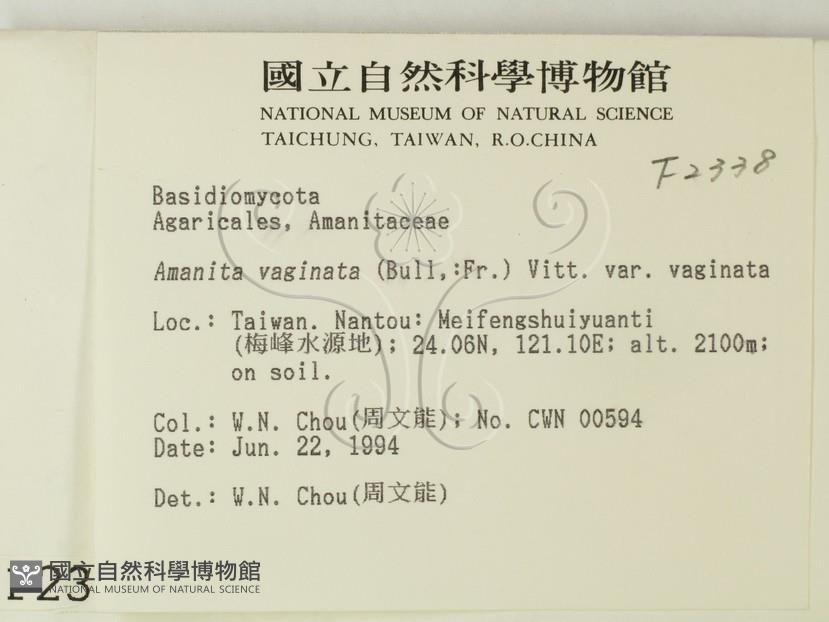 國立自然科學博物館
NATIONAL MUSEUM OF NATURAL SCIENCE
TAICHUNG, TAIWAN, R.O.CHINA
F2338
Basidiomycota
Agaricales, Amanitaceae
Amanita vaginata (Bull,:Fr.) Vitt. var. vaginata
Loc.: Taiwan. Nantou: Meifengshuiyuanti
(梅峰水源地); 24.06N, 121.10E; alt. 2100m;
on soil.
Col.: W.N. Chou(周文能); No. CWN 00594
Date: Jun. 22, 1994
Det.: W.N. Chou(周文能)
國立自然科學博物館
NATIONAL MUSEUM OF NATURAL SCIENCE